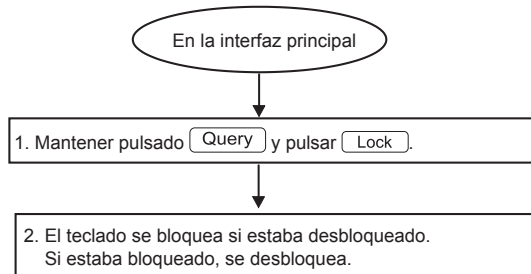 En la interfaz principal
1. Mantener pulsado Query y pulsar Lock.
2. El teclado se bloquea si estaba desbloqueado.
Si estaba bloqueado, se desbloquea.